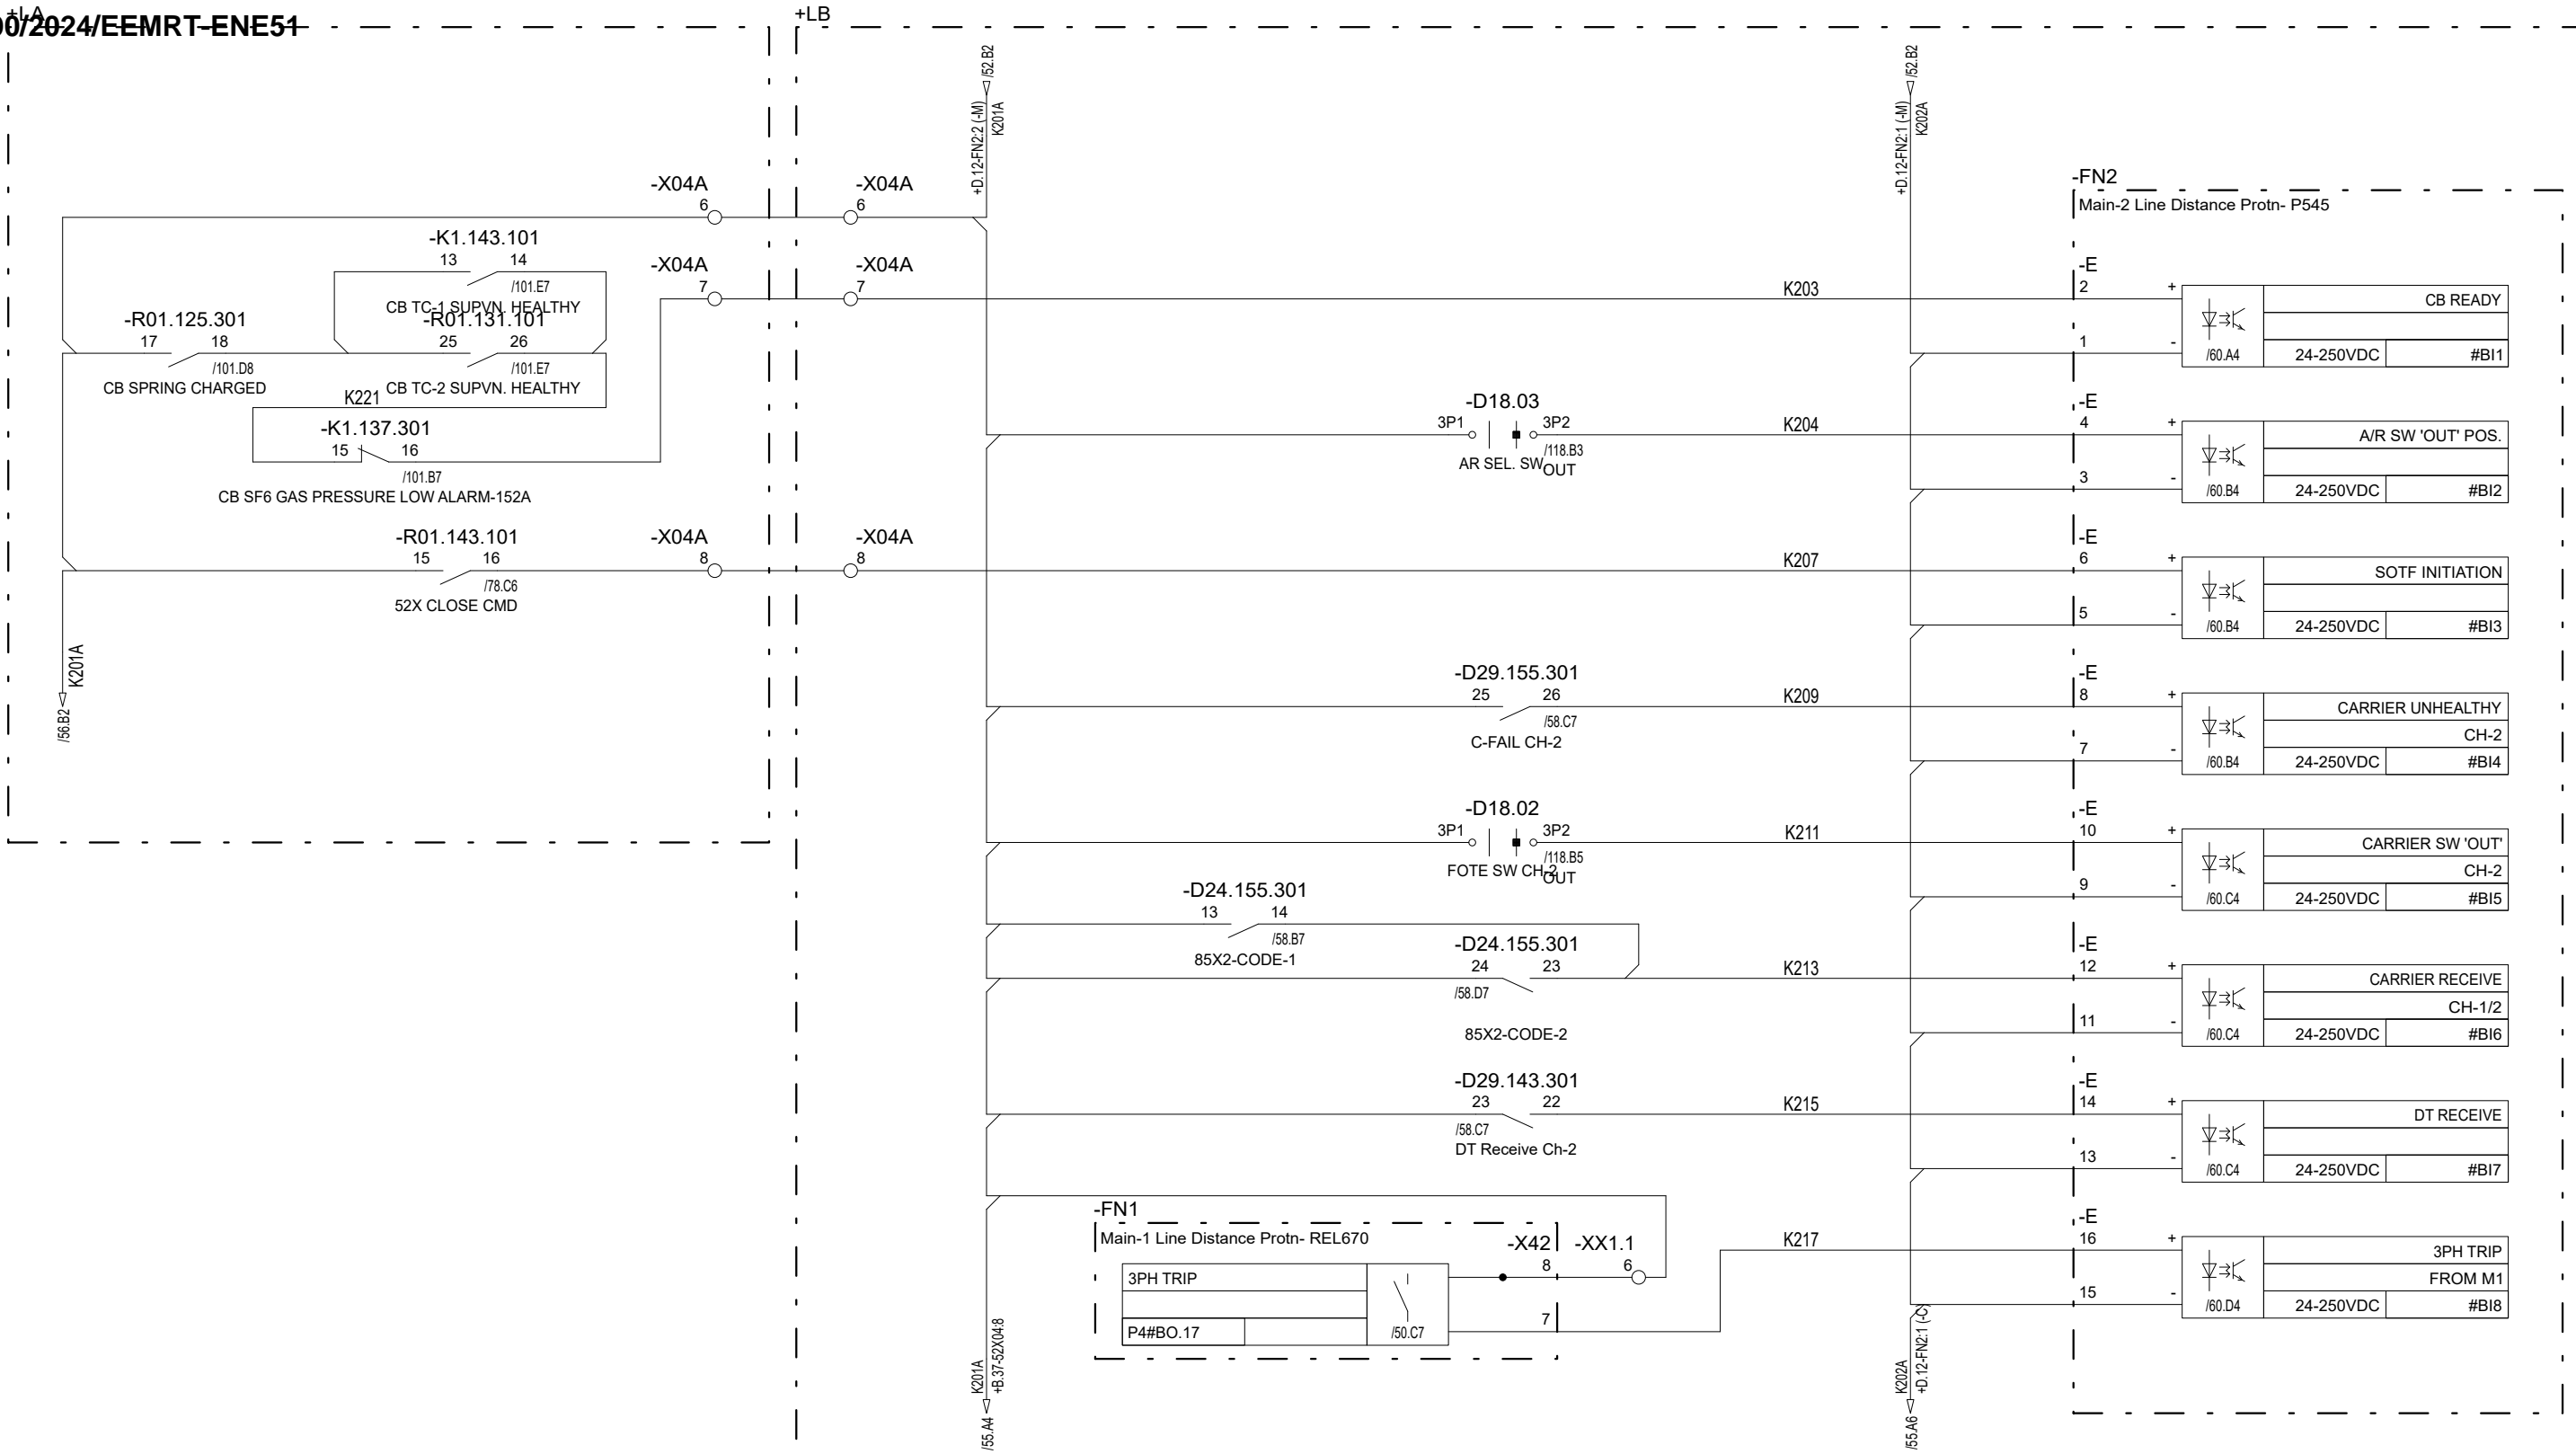 +LA
00/2024/EEMRT-ENE51
+LB
/52.B2
+D.12-FN2:2 (-M)
K201A
/52.B2
+D.12-FN2:1 (-M)
K202A
-X04A
6
-X04A
6
-K1.143.101
13 14
/101.E7
CB TC-1 SUPVN. HEALTHY
-X04A
7
-X04A
7
K203
-R01.125.301
17 18
/101.D8
CB SPRING CHARGED
-R01.131.101
25 26
/101.E7
CB TC-2 SUPVN. HEALTHY
K221
-K1.137.301
15 16
/101.B7
CB SF6 GAS PRESSURE LOW ALARM-152A
-R01.143.101
15 16
/78.C6
52X CLOSE CMD
-X04A
8
-X04A
8
K207
K201A
/56.B2
-D18.03
3P1 3P2
/118.B3
AR SEL. SW
OUT
K204
-D29.155.301
25 26
/58.C7
C-FAIL CH-2
K209
-D18.02
3P1 3P2
/118.B5
FOTE SW CH-2
OUT
K211
-D24.155.301
13 14
/58.B7
85X2-CODE-1
-D24.155.301
24 23
/58.D7
85X2-CODE-2
K213
-D29.143.301
23 22
/58.C7
DT Receive Ch-2
K215
-FN1
Main-1 Line Distance Protn- REL670
-X42
8
-XX1.1
6
3PH TRIP
P4#BO.17
/50.C7
7
K217
K201A
+B.37-52X04:8
/55.A4
K202A
+D.12-FN2:1 (-C)
/55.A6
-FN2
Main-2 Line Distance Protn- P545
-E
2 +
CB READY
1 -
/60.A4
24-250VDC #BI1
-E
4 +
A/R SW 'OUT' POS.
3 -
/60.B4
24-250VDC #BI2
-E
6 +
SOTF INITIATION
5 -
/60.B4
24-250VDC #BI3
-E
8 +
CARRIER UNHEALTHY
CH-2
7 -
/60.B4
24-250VDC #BI4
-E
10 +
CARRIER SW 'OUT'
CH-2
9 -
/60.C4
24-250VDC #BI5
-E
12 +
CARRIER RECEIVE
CH-1/2
11 -
/60.C4
24-250VDC #BI6
-E
14 +
DT RECEIVE
13 -
/60.C4
24-250VDC #BI7
-E
16 +
3PH TRIP
FROM M1
15 -
/60.D4
24-250VDC #BI8